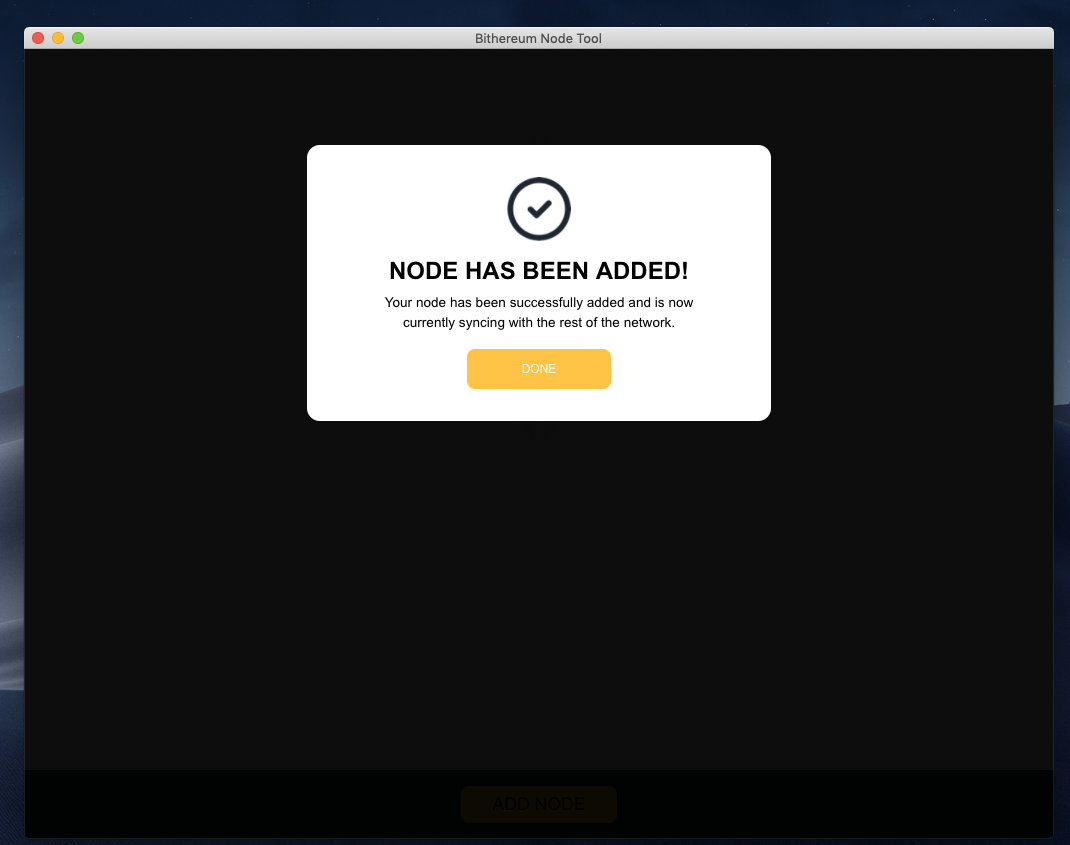 Bithereum Node Tool
NODE HAS BEEN ADDED!
Your node has been successfully added and is now
currently syncing with the rest of the network.
DONE
ADD NODE